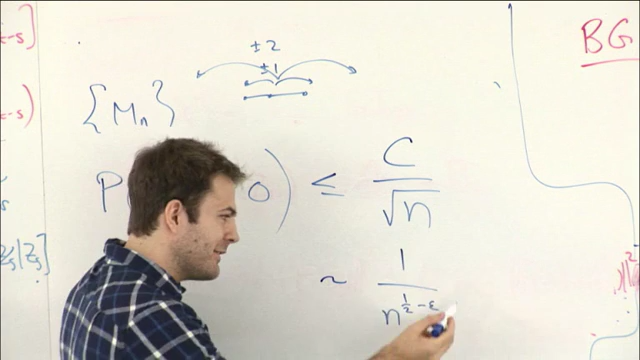 ±2
±1
BG
{Mn}
P( 0) ≤ C/√n
~ 1/n^(1/2-ε)